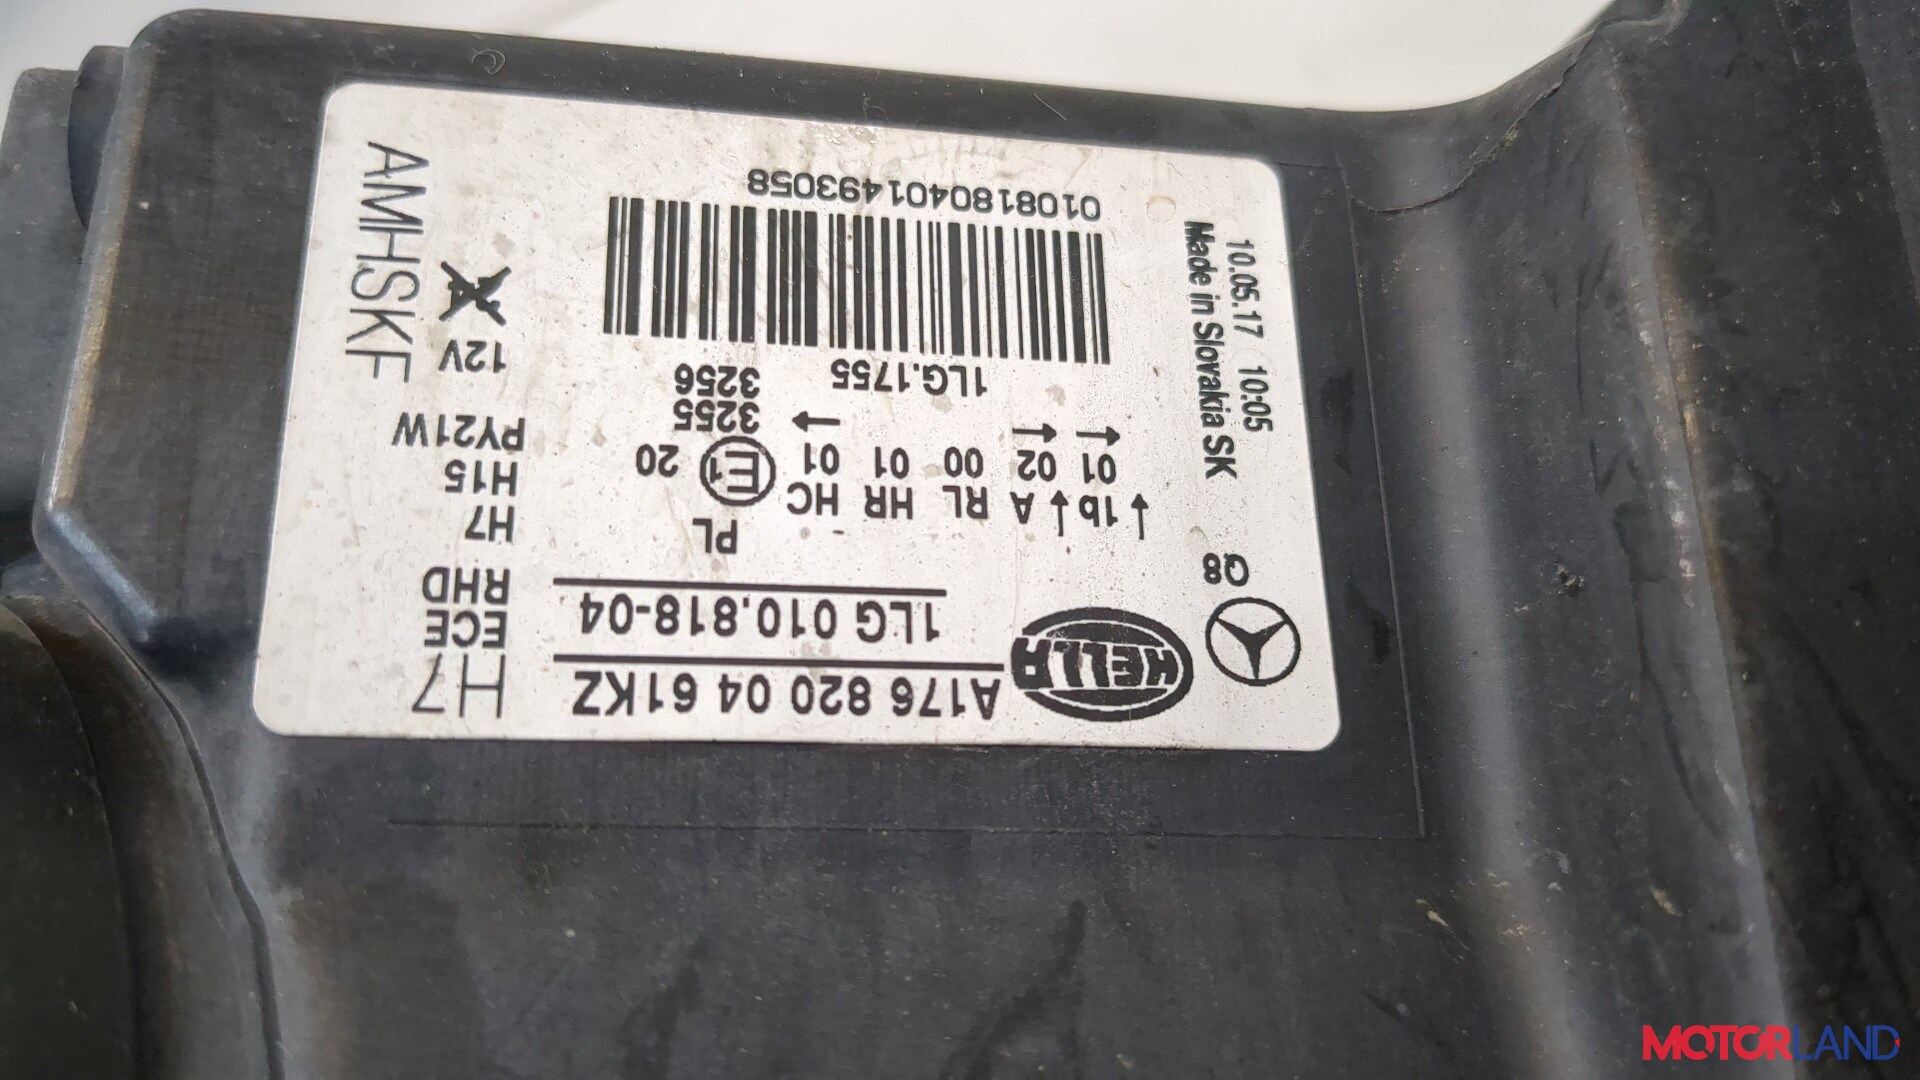 A176 820 04 61KZ
HELLA
1LG 010.818-04
H7
ECE
RHD
Q8
PL
1b A RL HR HC
01 02 00 01 01
E1
20
3255
3256
H7
H15
PY21W
12V
1LG.1755
0108180401493058
10.05.17 10:05
Made in Slovakia SK
AMHSKF
MOTORLAND